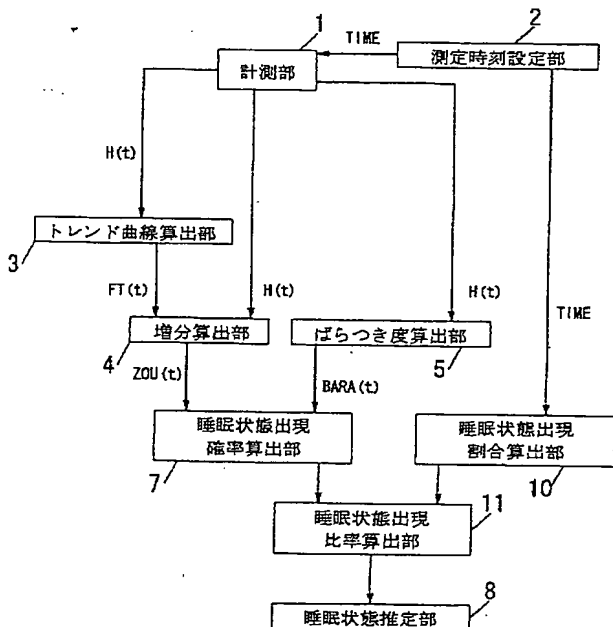 1
2
TIME
計測部
測定時刻設定部
H(t)
トレンド曲線算出部
3
FT(t)
H(t)
H(t)
TIME
増分算出部
ばらつき度算出部
4
5
ZOU(t)
BARA(t)
睡眠状態出現
確率算出部
睡眠状態出現
割合算出部
7
10
睡眠状態出現
比率算出部
11
8
睡眠状態推定部